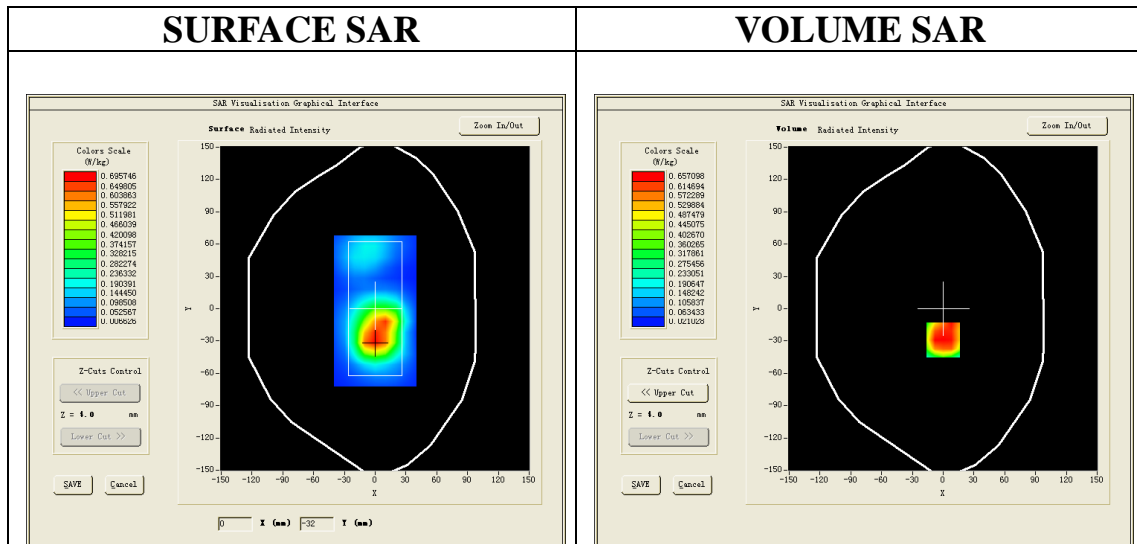 SURFACE SAR
VOLUME SAR
SAR Visualisation Graphical Interface
Surface Radiated Intensity
Zoom In/Out
Colors Scale
(W/kg)
0.695746
0.649805
0.603863
0.557922
0.511981
0.466039
0.420098
0.374157
0.328215
0.282274
0.236332
0.190391
0.144450
0.098508
0.052567
0.006626
150
120
90
60
30
0
-30
-60
-90
-120
-150
Y
-150 -120 -90 -60 -30 0 30 60 90 120 150
X
Z-Cuts Control
<< Upper Cut
Z = 4.0 mm
Lower Cut >>
SAVE Cancel
0 X (mm) -32 Y (mm)
SAR Visualisation Graphical Interface
Volume Radiated Intensity
Zoom In/Out
Colors Scale
(W/kg)
0.657098
0.614694
0.572289
0.529884
0.487479
0.445075
0.402670
0.360265
0.317861
0.275456
0.233051
0.190647
0.148242
0.105837
0.063433
0.021028
150
120
90
60
30
0
-30
-60
-90
-120
-150
Y
-150 -120 -90 -60 -30 0 30 60 90 120 150
X
Z-Cuts Control
<< Upper Cut
Z = 4.0 mm
Lower Cut >>
SAVE Cancel